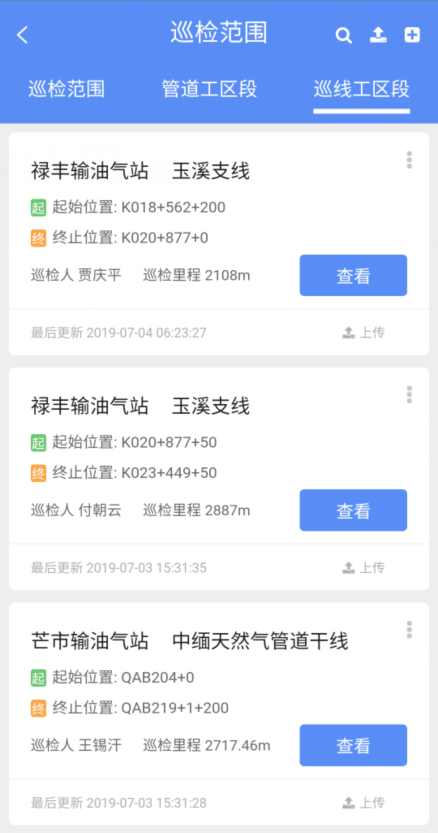 巡检范围
巡检范围 管道工区段 巡线工区段
禄丰输油气站 玉溪支线
起 起始位置: K018+562+200
终 终止位置: K020+877+0
巡检人 贾庆平 巡检里程 2108m 查看
最后更新 2019-07-04 06:23:27 上传
禄丰输油气站 玉溪支线
起 起始位置: K020+877+50
终 终止位置: K023+449+50
巡检人 付朝云 巡检里程 2887m 查看
最后更新 2019-07-03 15:31:35 上传
芒市输油气站 中缅天然气管道干线
起 起始位置: QAB204+0
终 终止位置: QAB219+1+200
巡检人 王锡汗 巡检里程 2717.46m 查看
最后更新 2019-07-03 15:31:28 上传